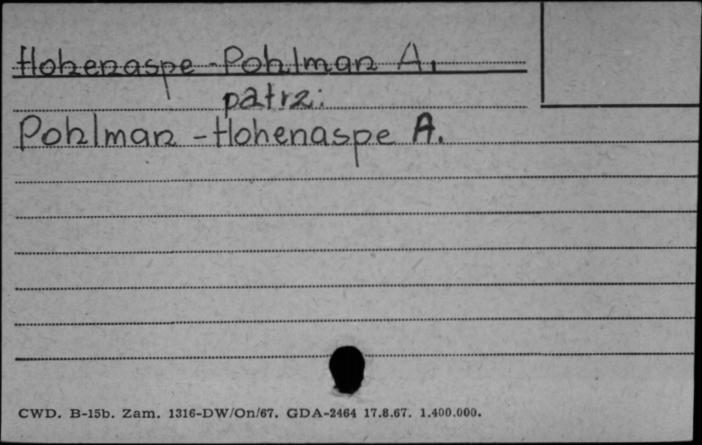 Hohenaspe-Pohlman A.
patrz:
Pohlman-Hohenaspe A.
CWD. B-15b. Zam. 1316-DW/On/67. GDA-2464 17.8.67. 1.400.000.